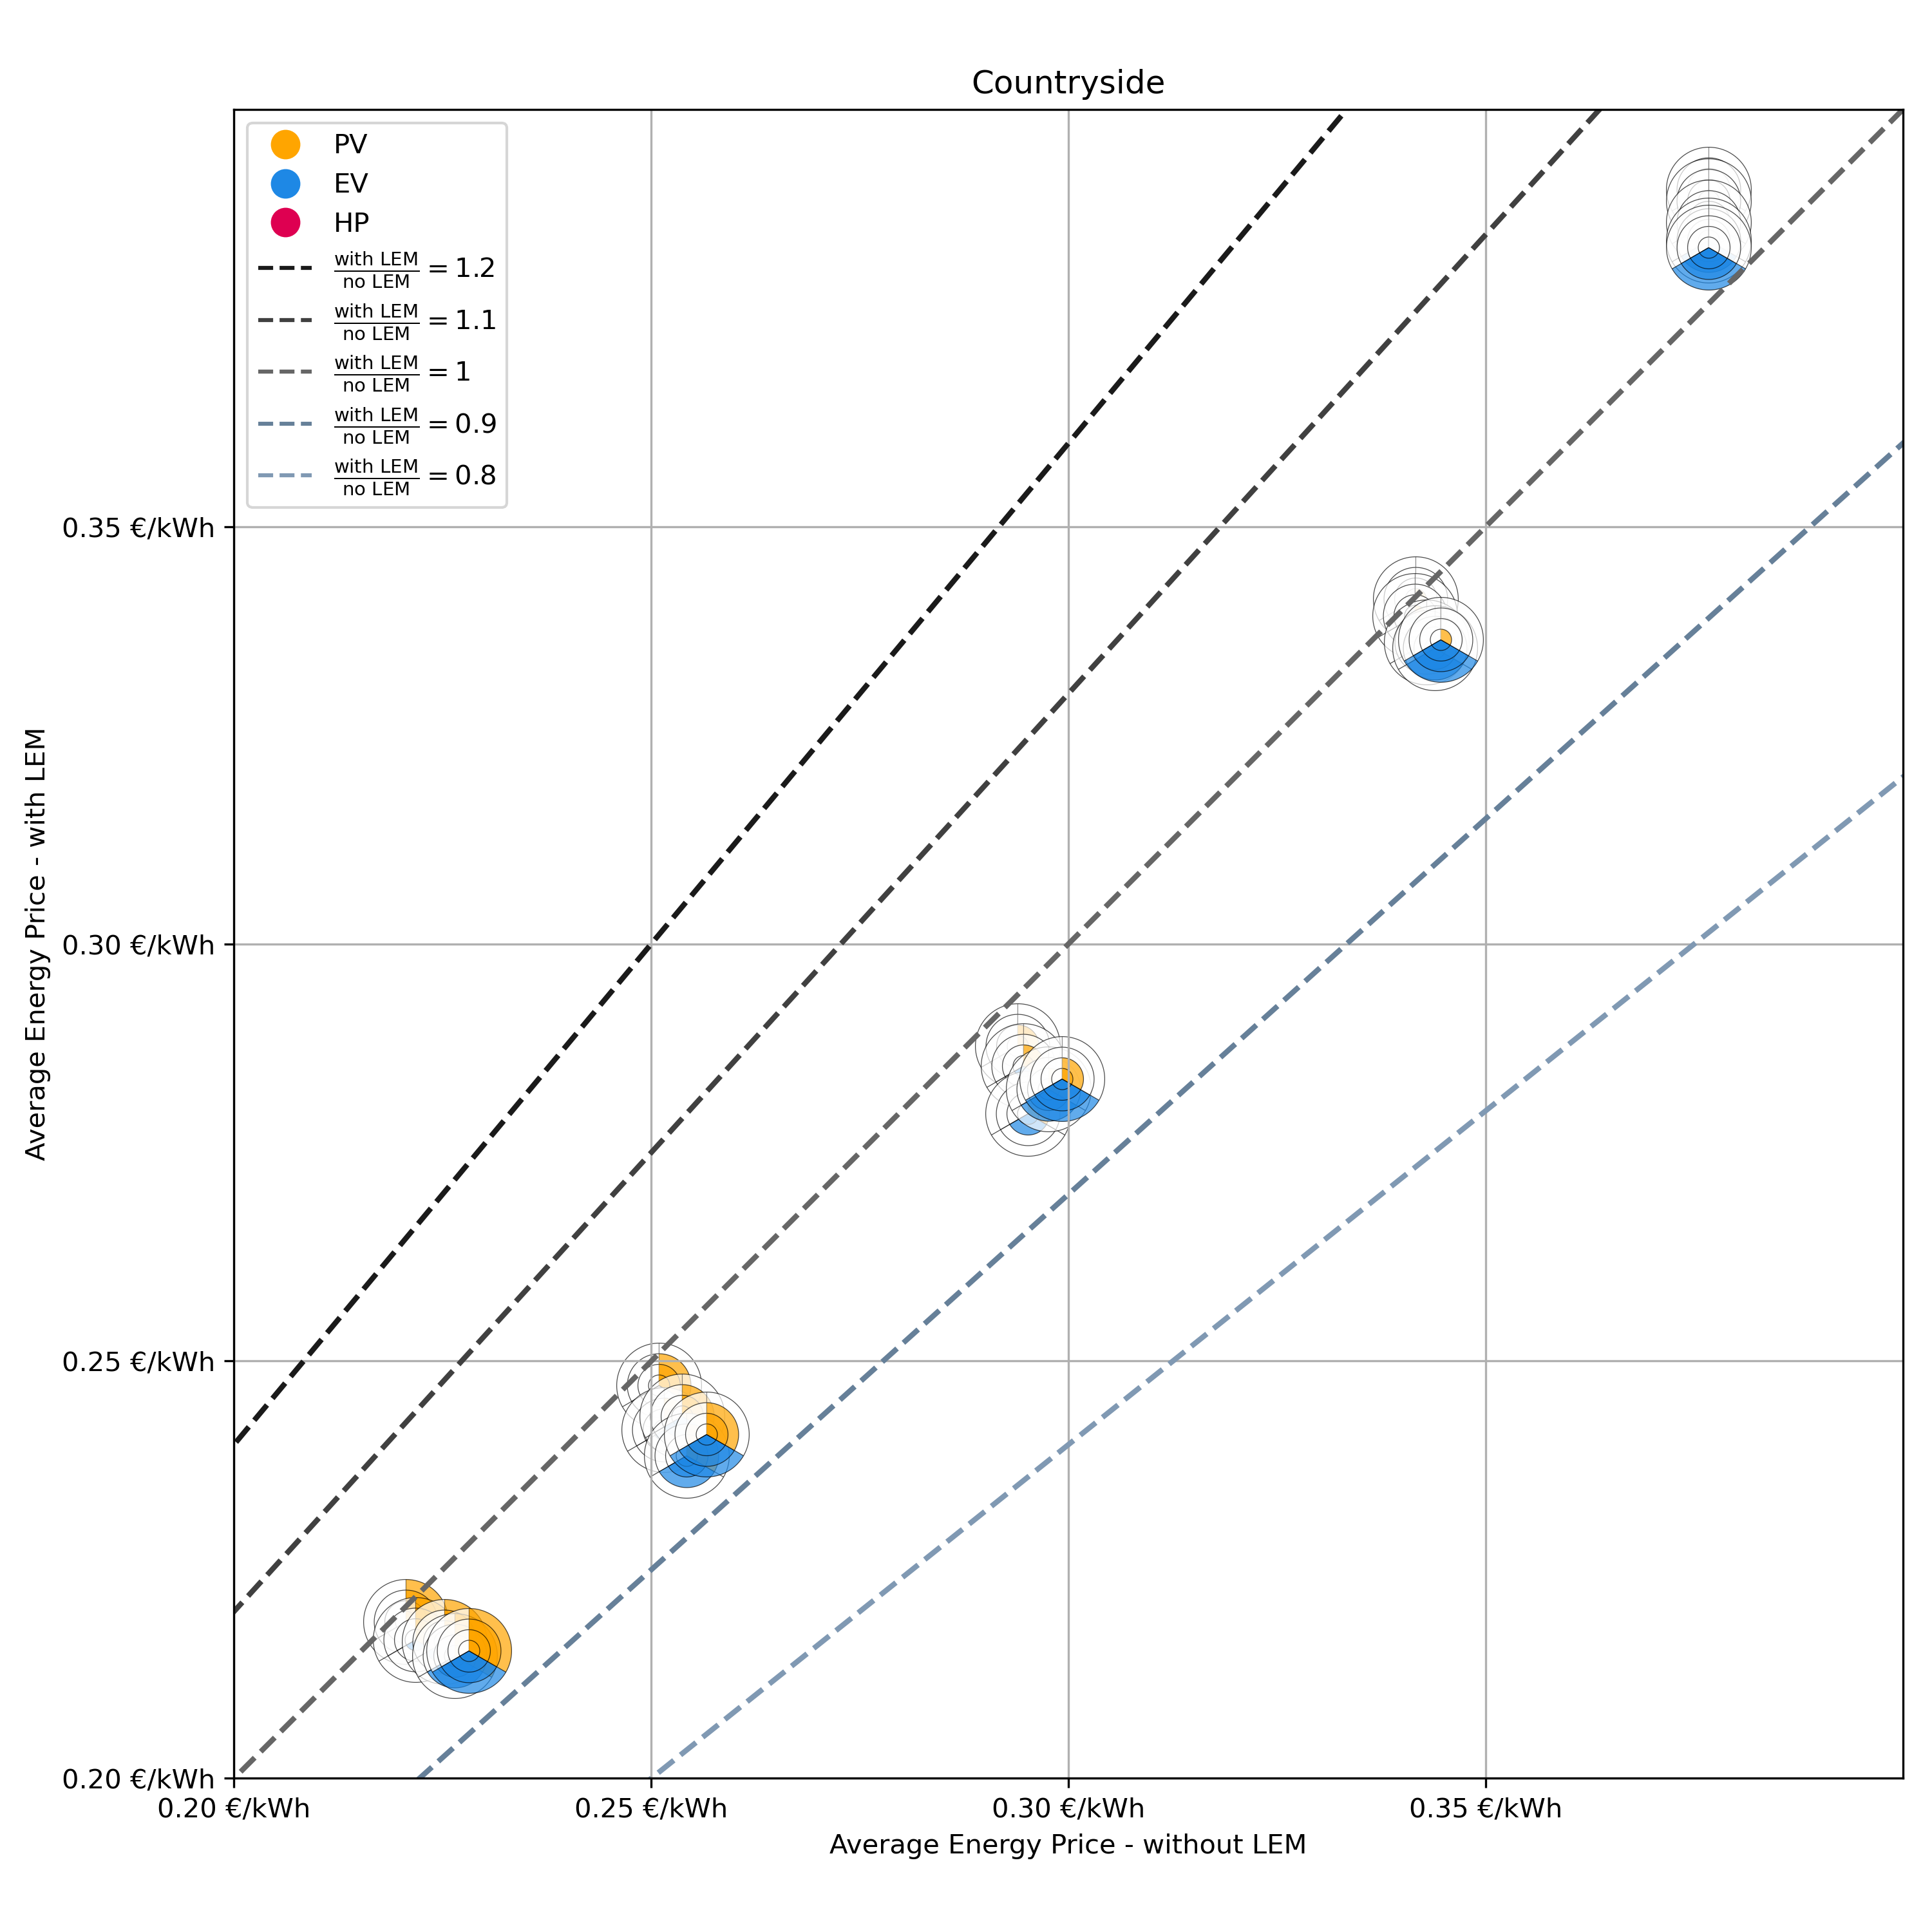 Countryside
PV
EV
HP
with LEM
no LEM = 1.2
with LEM
no LEM = 1.1
with LEM
no LEM = 1
with LEM
no LEM = 0.9
with LEM
no LEM = 0.8
0.35 €/kWh
0.30 €/kWh
0.25 €/kWh
0.20 €/kWh
Average Energy Price - with LEM
0.20 €/kWh 0.25 €/kWh 0.30 €/kWh 0.35 €/kWh
Average Energy Price - without LEM